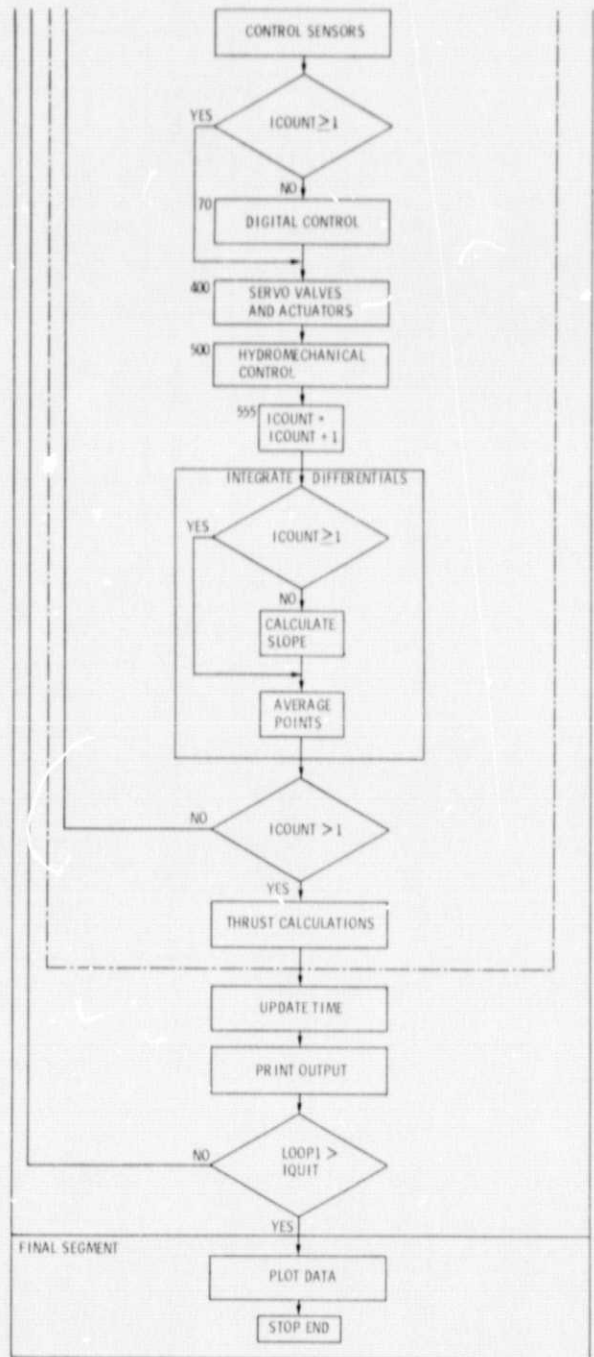 CONTROL SENSORS
YES
ICOUNT ≥ 1
NO
70
DIGITAL CONTROL
400
SERVO VALVES
AND ACTUATORS
500
HYDROMECHANICAL
CONTROL
555
ICOUNT =
ICOUNT + 1
INTEGRATE DIFFERENTIALS
YES
ICOUNT ≥ 1
NO
CALCULATE
SLOPE
AVERAGE
POINTS
NO
ICOUNT > 1
YES
THRUST CALCULATIONS
UPDATE TIME
PRINT OUTPUT
NO
LOOP1 >
IQUIT
YES
FINAL SEGMENT
PLOT DATA
STOP END